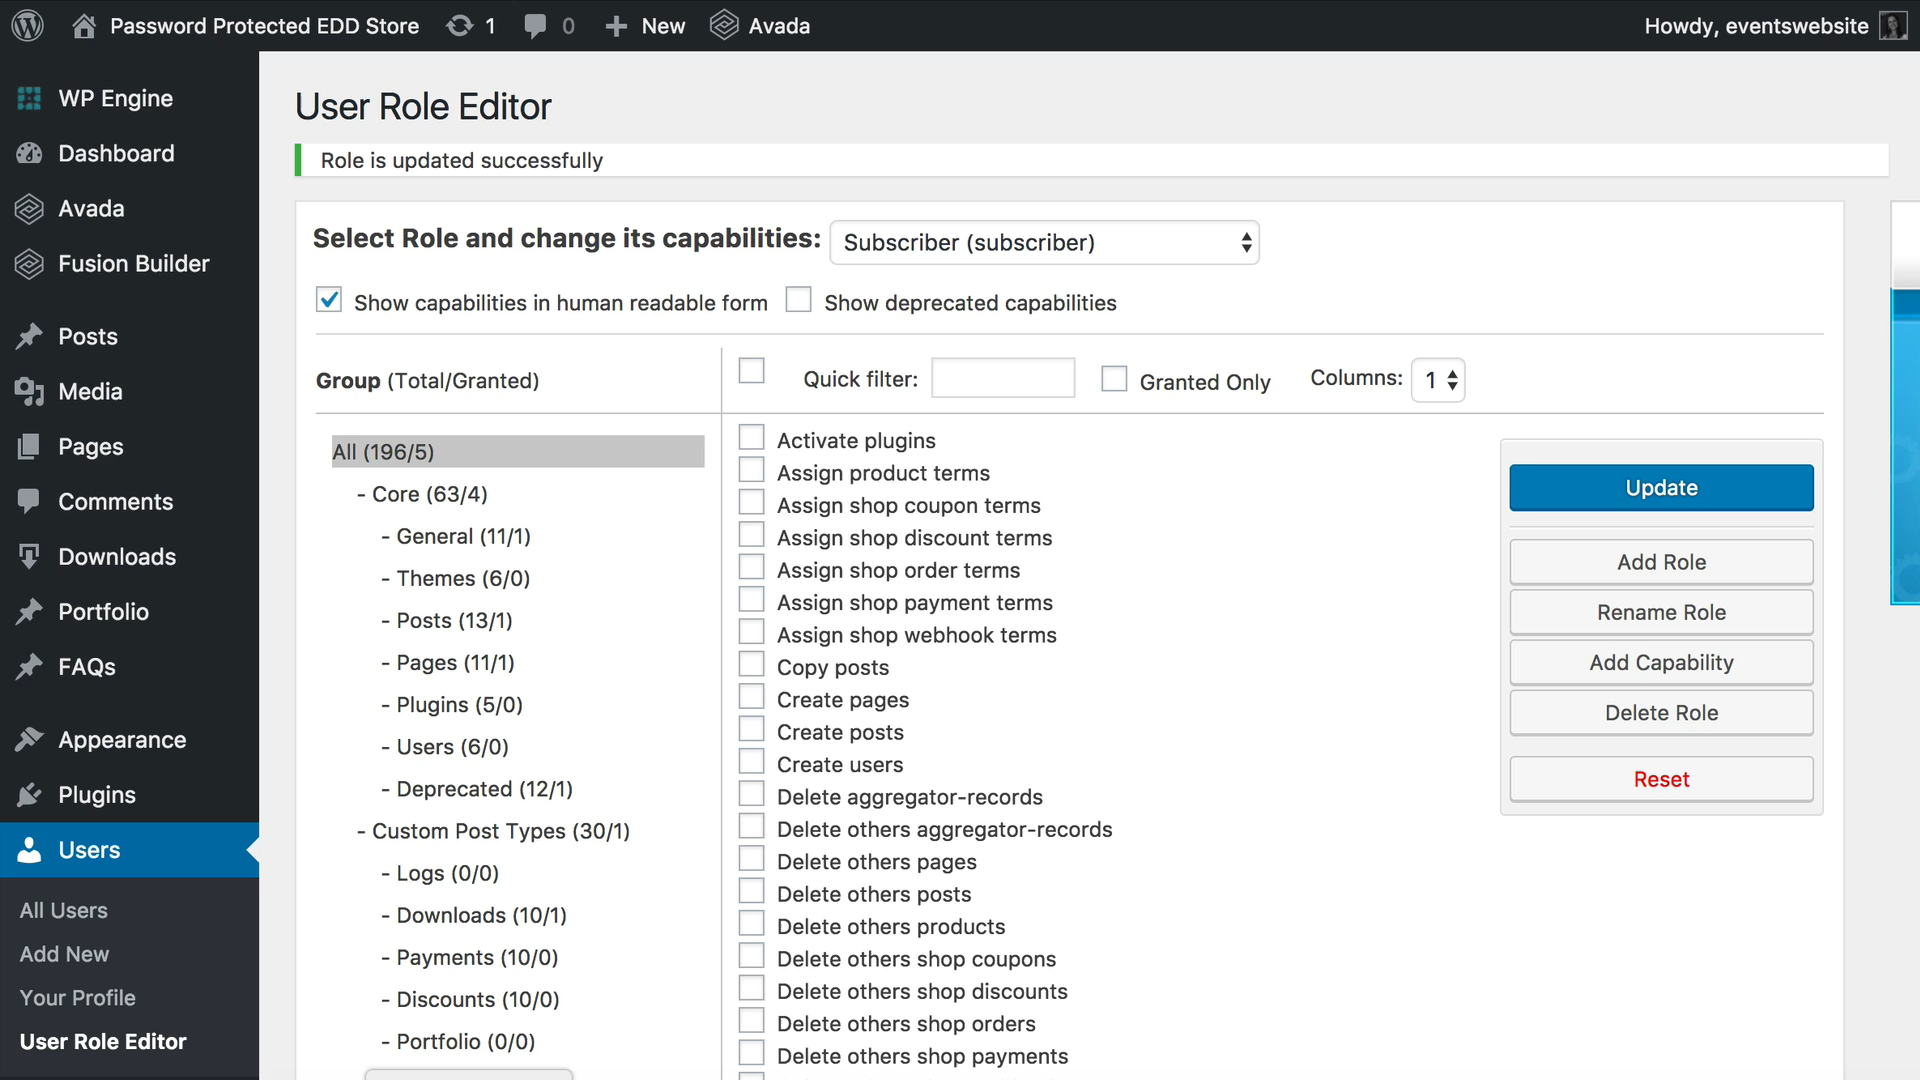 Password Protected EDD Store 1 0 New Avada Howdy, eventswebsite
WP Engine
Dashboard
Avada
Fusion Builder
Posts
Media
Pages
Comments
Downloads
Portfolio
FAQs
Appearance
Plugins
Users
All Users
Add New
Your Profile
User Role Editor
User Role Editor
Role is updated successfully
Select Role and change its capabilities: Subscriber (subscriber)
Show capabilities in human readable form Show deprecated capabilities
Group (Total/Granted)
Quick filter: Granted Only Columns: 1
All (196/5)
- Core (63/4)
- General (11/1)
- Themes (6/0)
- Posts (13/1)
- Pages (11/1)
- Plugins (5/0)
- Users (6/0)
- Deprecated (12/1)
- Custom Post Types (30/1)
- Logs (0/0)
- Downloads (10/1)
- Payments (10/0)
- Discounts (10/0)
- Portfolio (0/0)
Activate plugins
Assign product terms
Assign shop coupon terms
Assign shop discount terms
Assign shop order terms
Assign shop payment terms
Assign shop webhook terms
Copy posts
Create pages
Create posts
Create users
Delete aggregator-records
Delete others aggregator-records
Delete others pages
Delete others posts
Delete others products
Delete others shop coupons
Delete others shop discounts
Delete others shop orders
Delete others shop payments
Update
Add Role
Rename Role
Add Capability
Delete Role
Reset